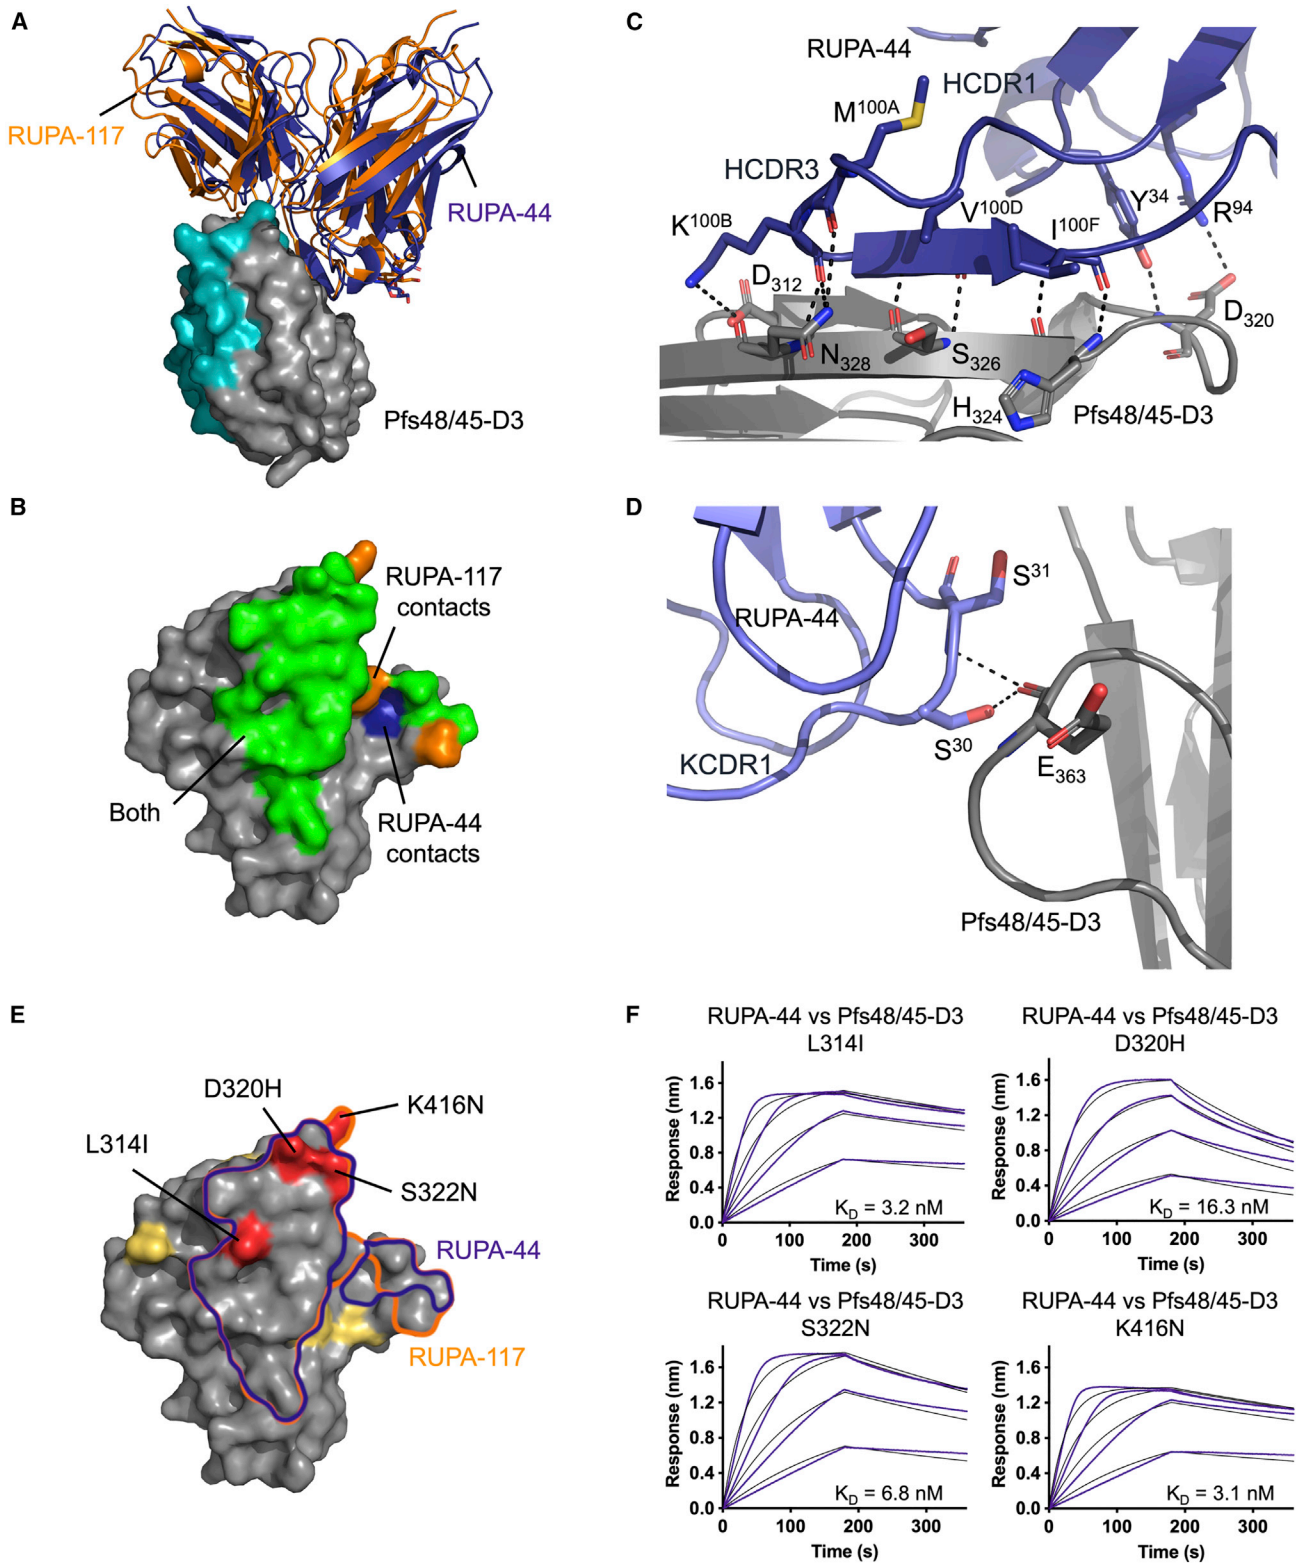 A
RUPA-117
RUPA-44
Pfs48/45-D3
B
RUPA-117
contacts
Both
RUPA-44
contacts
C
RUPA-44
HCDR1
M100A
HCDR3
K100B
V100D
Y34
R94
I100F
D312
D320
N328
S326
H324
Pfs48/45-D3
D
S31
RUPA-44
S30
KCDR1
E363
Pfs48/45-D3
E
D320H
K416N
L314I
S322N
RUPA-44
RUPA-117
F
RUPA-44 vs Pfs48/45-D3
L314I
Response (nm)
1.6
1.2
0.8
0.4
0.0
KD = 3.2 nM
0 100 200 300
Time (s)
RUPA-44 vs Pfs48/45-D3
D320H
Response (nm)
1.6
1.2
0.8
0.4
0.0
KD = 16.3 nM
0 100 200 300
Time (s)
RUPA-44 vs Pfs48/45-D3
S322N
Response (nm)
1.6
1.2
0.8
0.4
0.0
KD = 6.8 nM
0 100 200 300
Time (s)
RUPA-44 vs Pfs48/45-D3
K416N
Response (nm)
1.6
1.2
0.8
0.4
0.0
KD = 3.1 nM
0 100 200 300
Time (s)